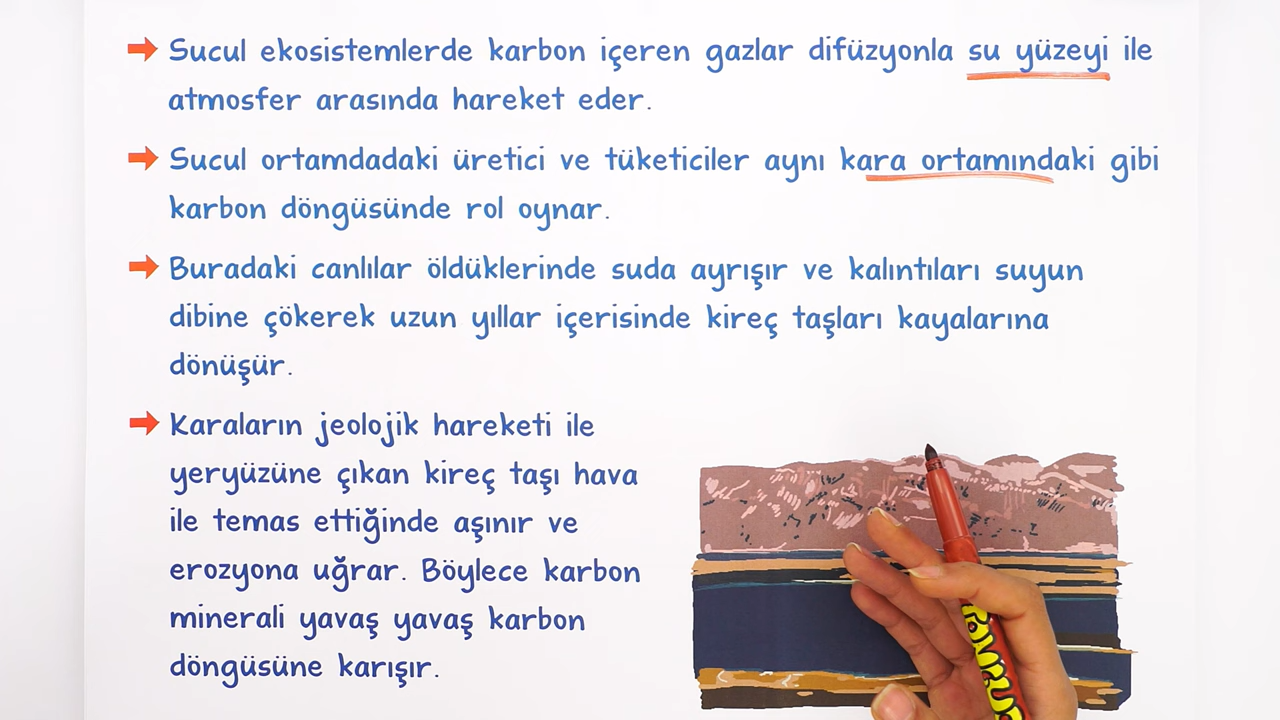 Sucul ekosistemlerde karbon içeren gazlar difüzyonla su yüzeyi ile
atmosfer arasında hareket eder.
Sucul ortamdadaki üretici ve tüketiciler aynı kara ortamındaki gibi
karbon döngüsünde rol oynar.
Buradaki canlılar öldüklerinde suda ayrışır ve kalıntıları suyun
dibine çökerek uzun yıllar içerisinde kireç taşları kayalarına
dönüşür.
Karaların jeolojik hareketi ile
yeryüzüne çıkan kireç taşı hava
ile temas ettiğinde aşınır ve
erozyona uğrar. Böylece karbon
minerali yavaş yavaş karbon
döngüsüne karışır.